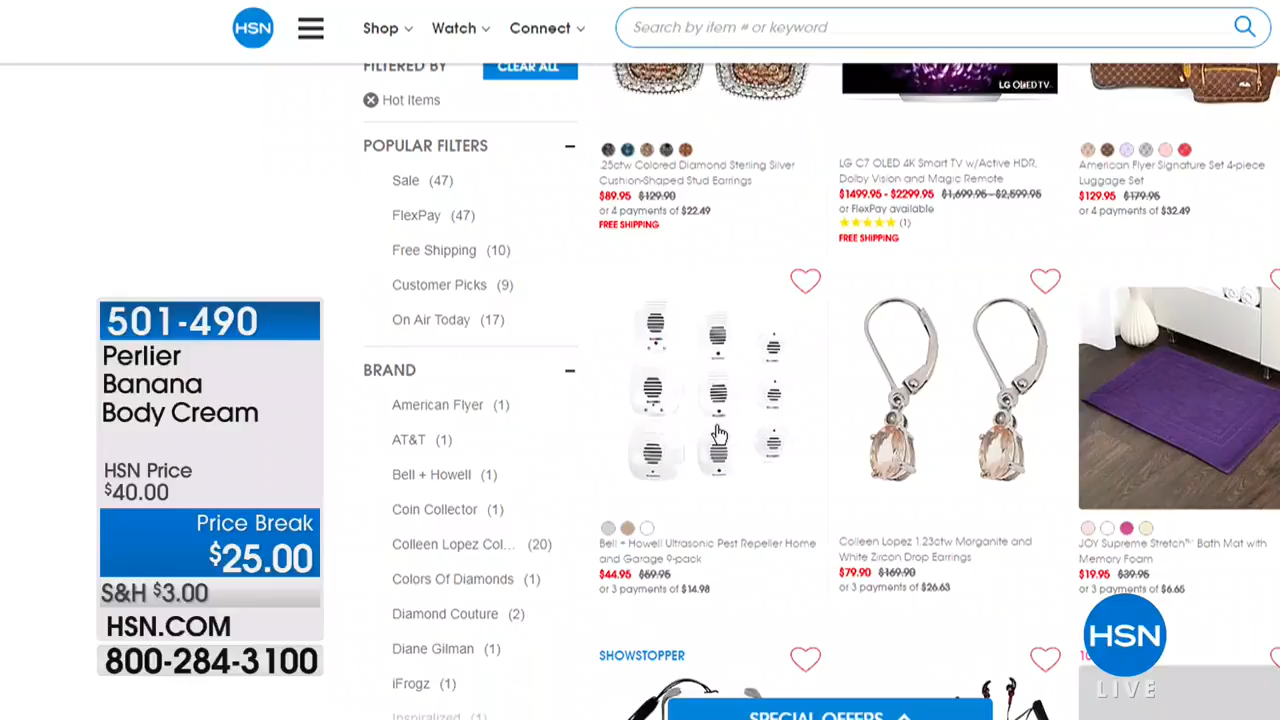 HSN
Shop
Watch
Connect
Search by item # or keyword
FILTERED BY
CLEAR ALL
Hot Items
POPULAR FILTERS
Sale (47)
FlexPay (47)
Free Shipping (10)
Customer Picks (9)
On Air Today (17)
BRAND
American Flyer (1)
AT&T (1)
Bell + Howell (1)
Coin Collector (1)
Colleen Lopez Col... (20)
Colors Of Diamonds (1)
Diamond Couture (2)
Diane Gilman (1)
iFrogz (1)
Inspiralized (1)
.25ctw Colored Diamond Sterling Silver
Cushion-Shaped Stud Earrings
$89.95 $129.90
or 4 payments of $22.49
FREE SHIPPING
LG OLED TV
LG C7 OLED 4K Smart TV w/Active HDR,
Dolby Vision and Magic Remote
$1499.95 - $2299.95 $1,699.95 - $2,599.95
or FlexPay available
(1)
FREE SHIPPING
American Flyer Signature Set 4-piece
Luggage Set
$129.95 $179.95
or 4 payments of $32.49
Bell + Howell Ultrasonic Pest Repeller Home
and Garage 9-pack
$44.95 $59.95
or 3 payments of $14.98
Colleen Lopez 1.23ctw Morganite and
White Zircon Drop Earrings
$79.90 $169.90
or 3 payments of $26.63
JOY Supreme Stretch™ Bath Mat with
Memory Foam
$19.95 $39.95
or 3 payments of $6.65
SHOWSTOPPER
SPECIAL OFFERS
501-490
Perlier
Banana
Body Cream
HSN Price
$40.00
Price Break
$25.00
S&H $3.00
HSN.COM
800-284-3100
HSN
LIVE